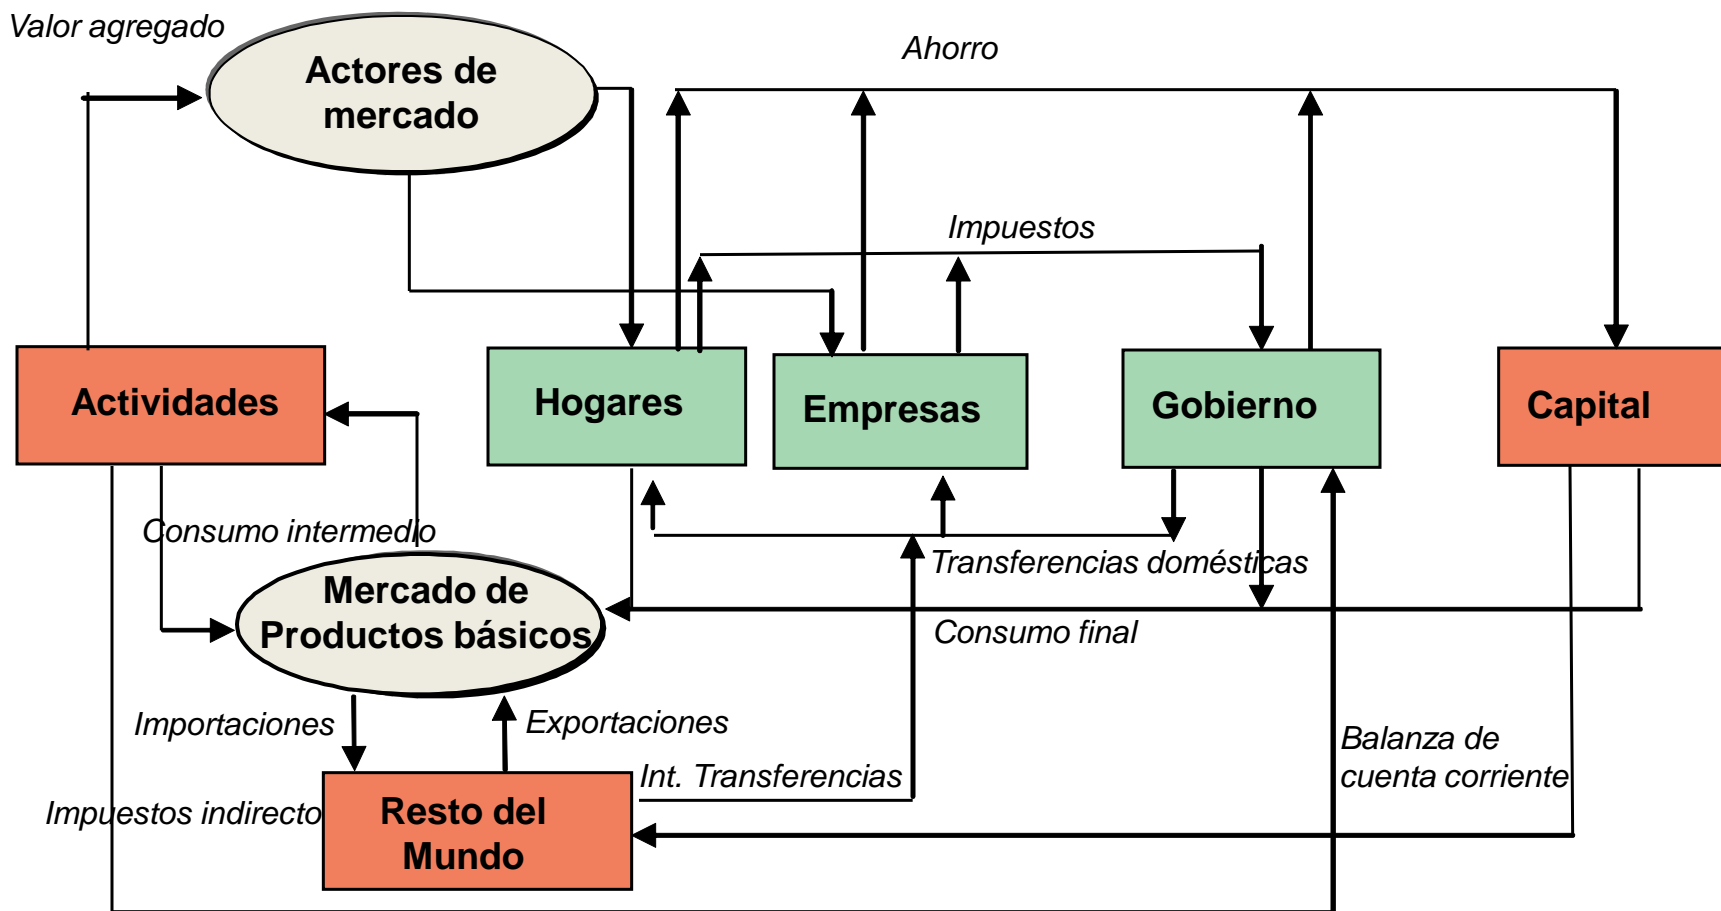 Valor agregado
Actores de
mercado
Ahorro
Impuestos
Actividades
Hogares
Empresas
Gobierno
Capital
Consumo intermedio
Transferencias domésticas
Mercado de
Productos básicos
Consumo final
Importaciones
Exportaciones
Balanza de
cuenta corriente
Int. Transferencias
Impuestos indirecto
Resto del
Mundo